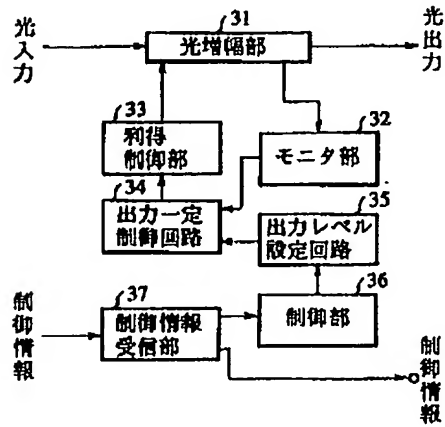 光入力
31
光増幅部
光出力
33
利得
制御部
32
モニタ部
34
出力一定
制御回路
35
出力レベル
設定回路
36
制御部
37
制御情報
受信部
制御情報
制御情報